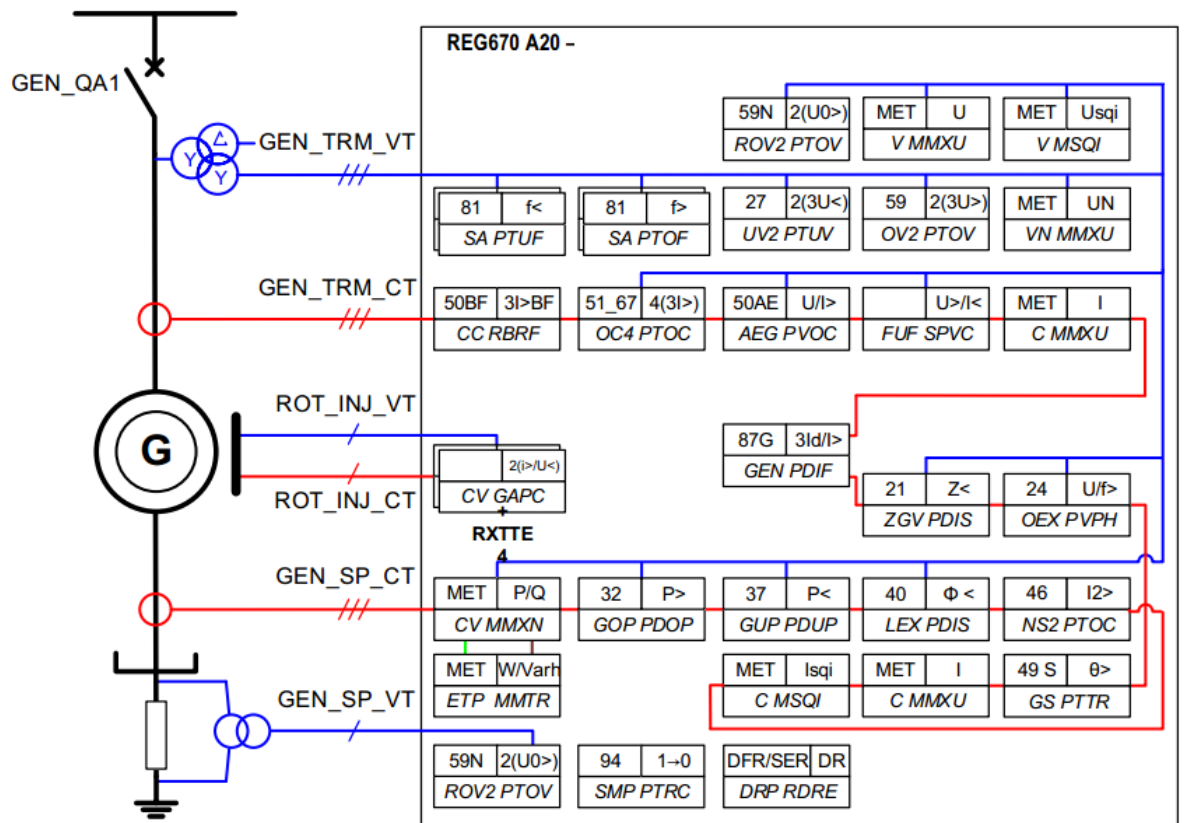 REG670 A20 –
GEN_QA1
59N 2(U0>) MET U MET Usqi
ROV2 PTOV V MMXU V MSQI
Δ GEN_TRM_VT
Y
Y
81 f< 81 f> 27 2(3U<) 59 2(3U>) MET UN
SA PTUF SA PTOF UV2 PTUV OV2 PTOV VN MMXU
GEN_TRM_CT
50BF 3I>BF 51_67 4(3I>) 50AE U/I> U>/I< MET I
CC RBRF OC4 PTOC AEG PVOC FUF SPVC C MMXU
ROT_INJ_VT
G
87G 3Id/I>
GEN PDIF
2(i>/U<)
CV GAPC
ROT_INJ_CT
21 Z< 24 U/f>
ZGV PDIS OEX PVPH
+
RXTTE
4
GEN_SP_CT
MET P/Q 32 P> 37 P< 40 Φ < 46 I2>
CV MMXN GOP PDOP GUP PDUP LEX PDIS NS2 PTOC
MET W/Varh MET Isqi MET I 49 S θ>
ETP MMTR C MSQI C MMXU GS PTTR
GEN_SP_VT
59N 2(U0>) 94 1→0 DFR/SER DR
ROV2 PTOV SMP PTRC DRP RDRE